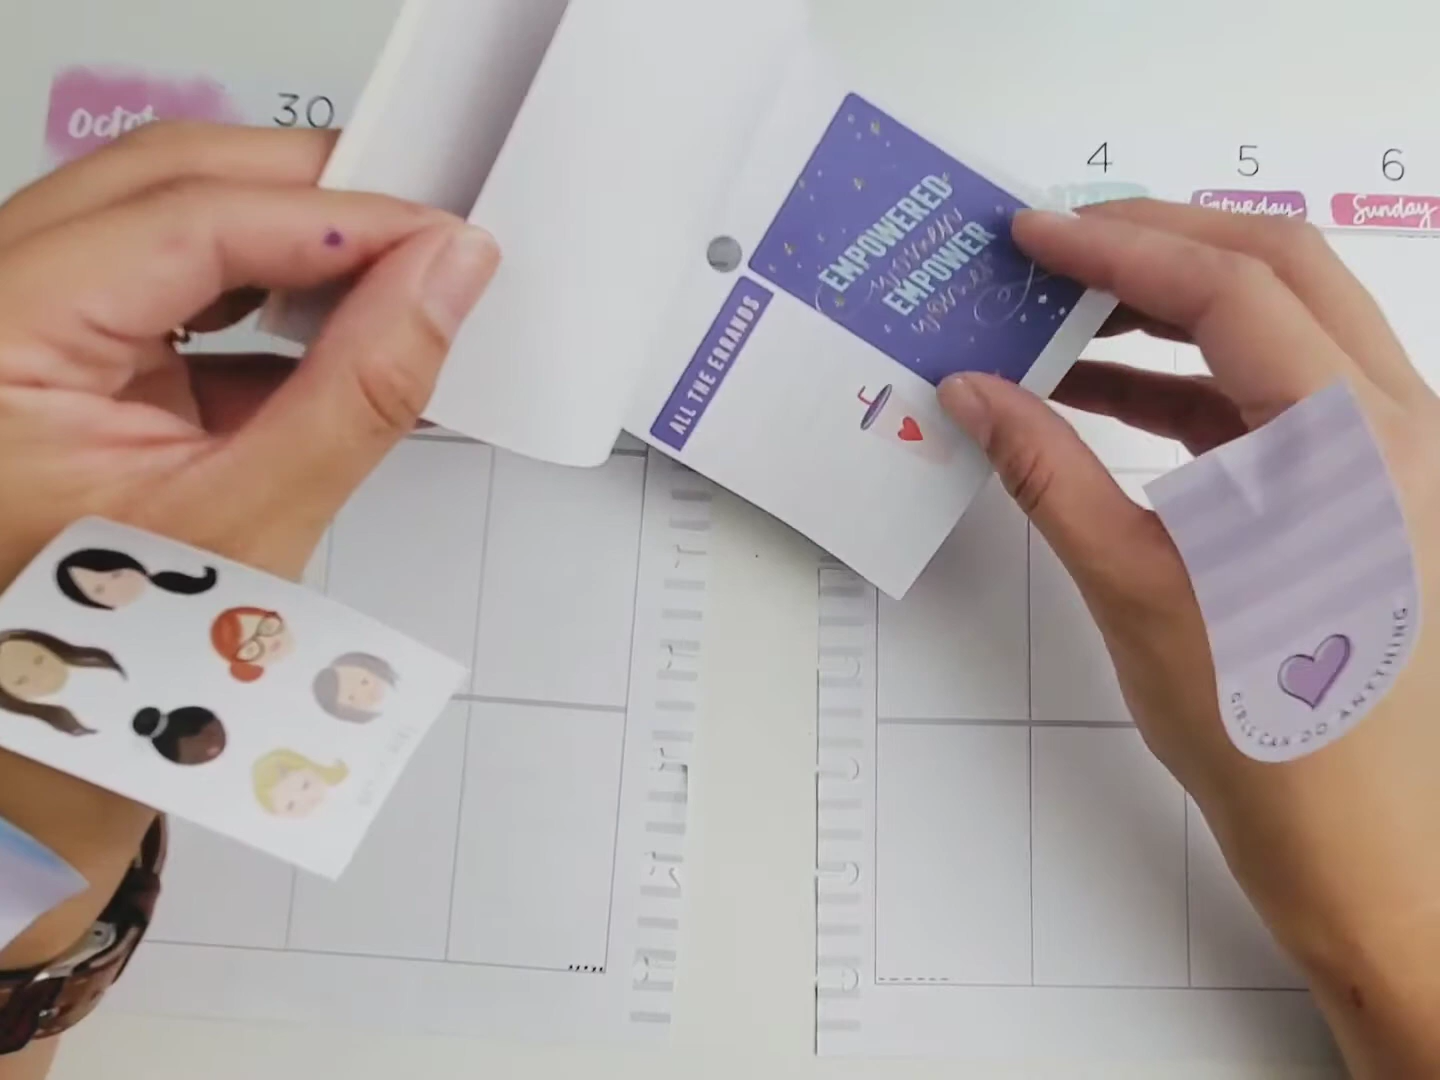 Octo
30
4
5
6
Saturday
Sunday
EMPOWERED
women
EMPOWER
women
ALL THE ERRANDS
GIRLS CAN DO ANYTHING